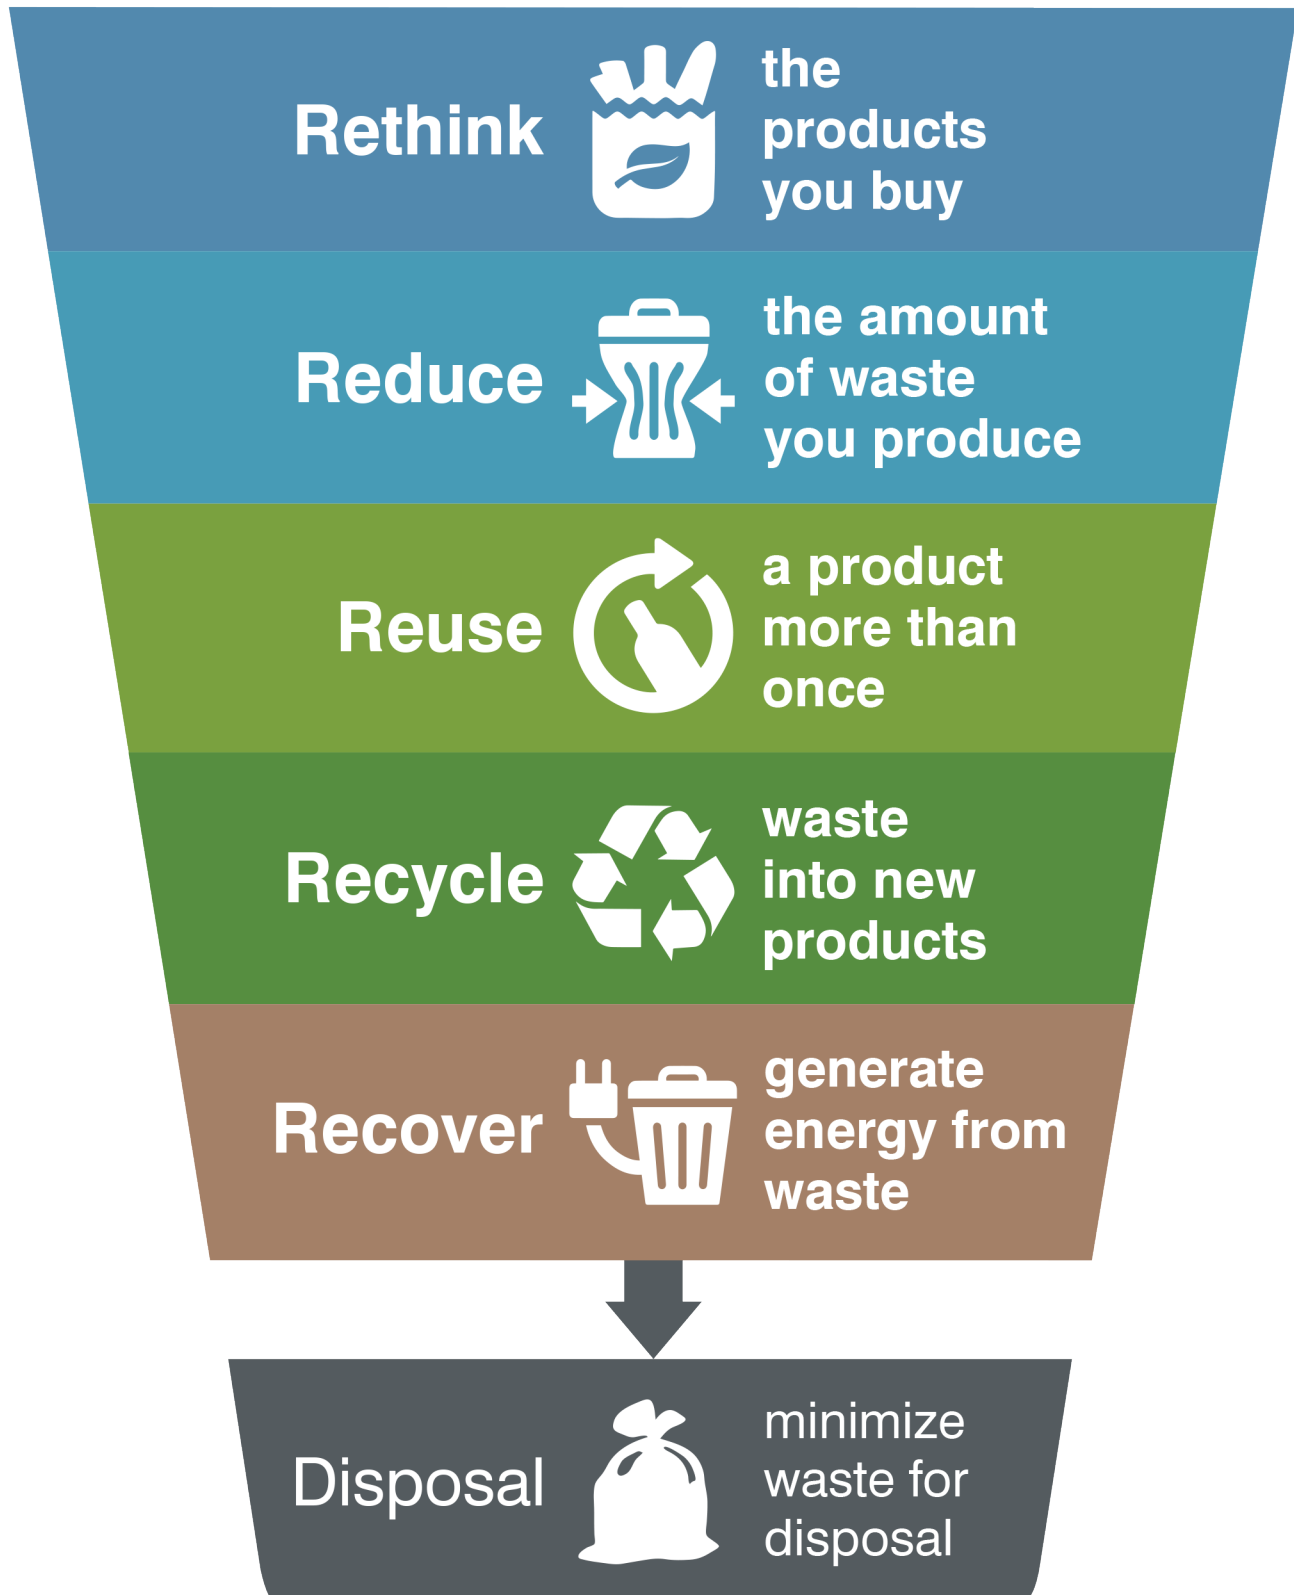 Rethink
the
products
you buy
Reduce
the amount
of waste
you produce
Reuse
a product
more than
once
Recycle
waste
into new
products
Recover
generate
energy from
waste
Disposal
minimize
waste for
disposal